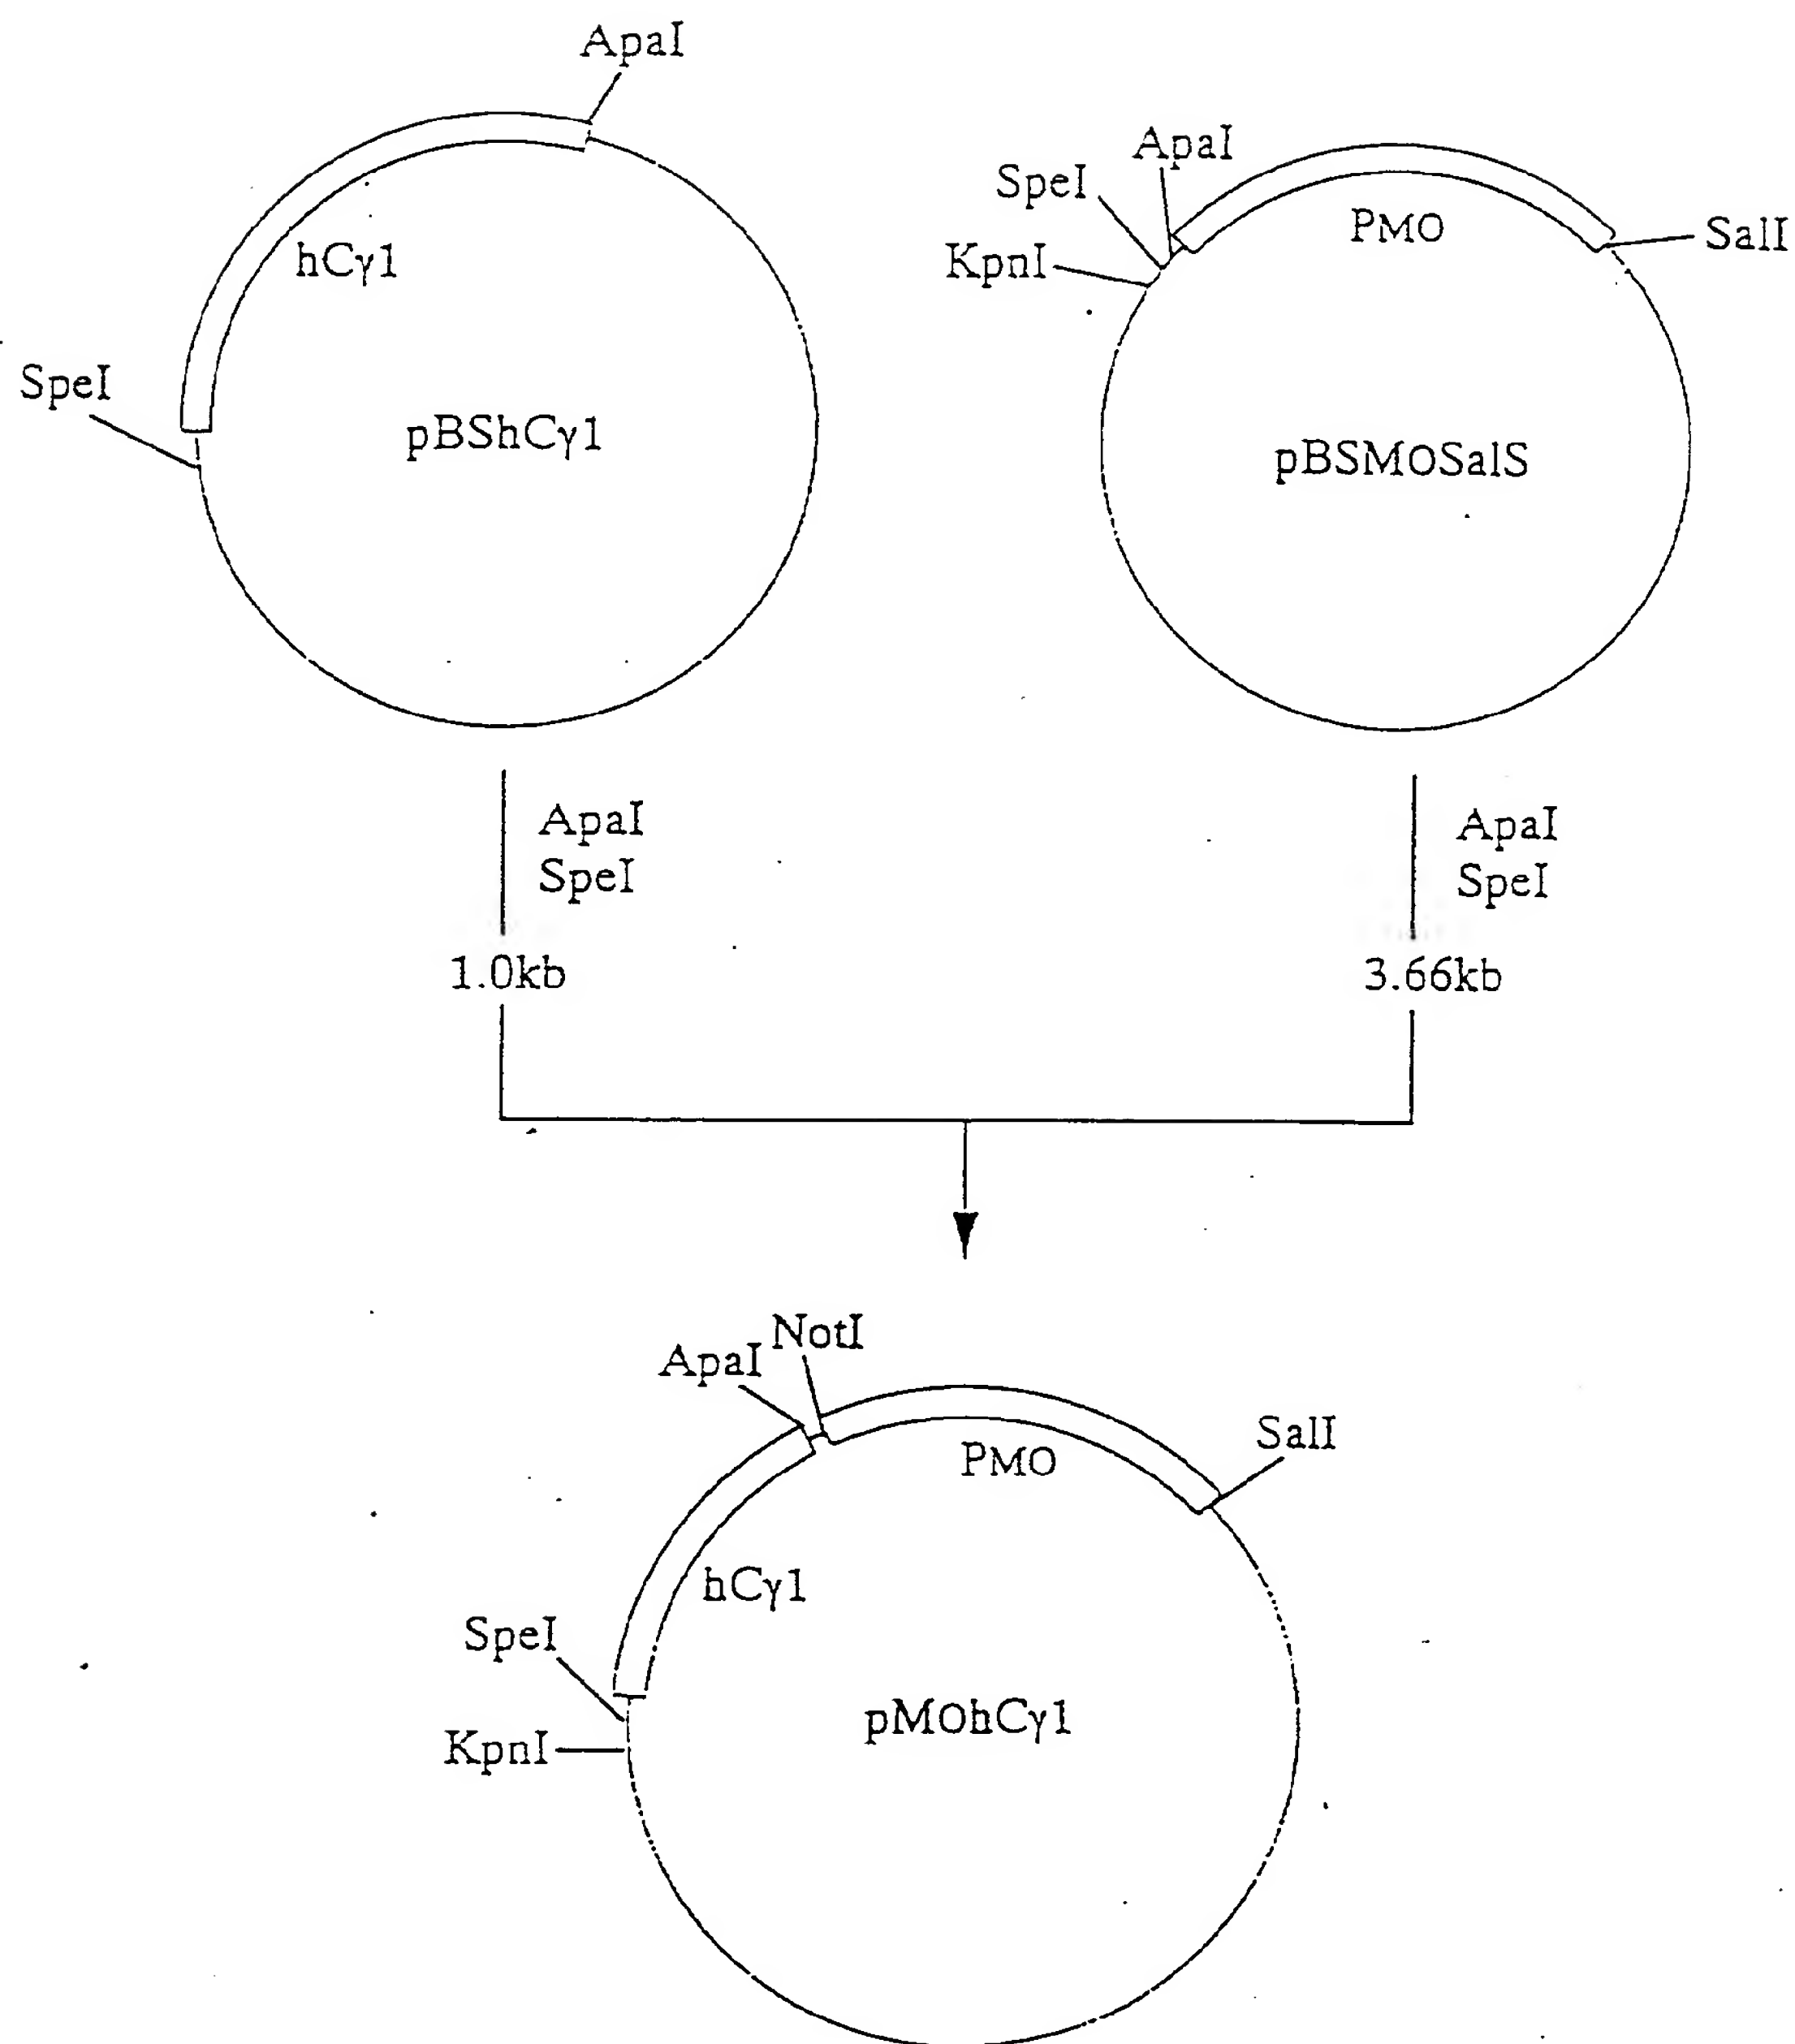 ApaI
hCγ1
SpeI
pBShCγ1
ApaI
SpeI
KpnI
PMO
SalI
pBSMOSalS
ApaI
SpeI
1.0kb
ApaI
SpeI
3.66kb
NotI
ApaI
SalI
PMO
hCγ1
SpeI
KpnI
pMOhCγ1